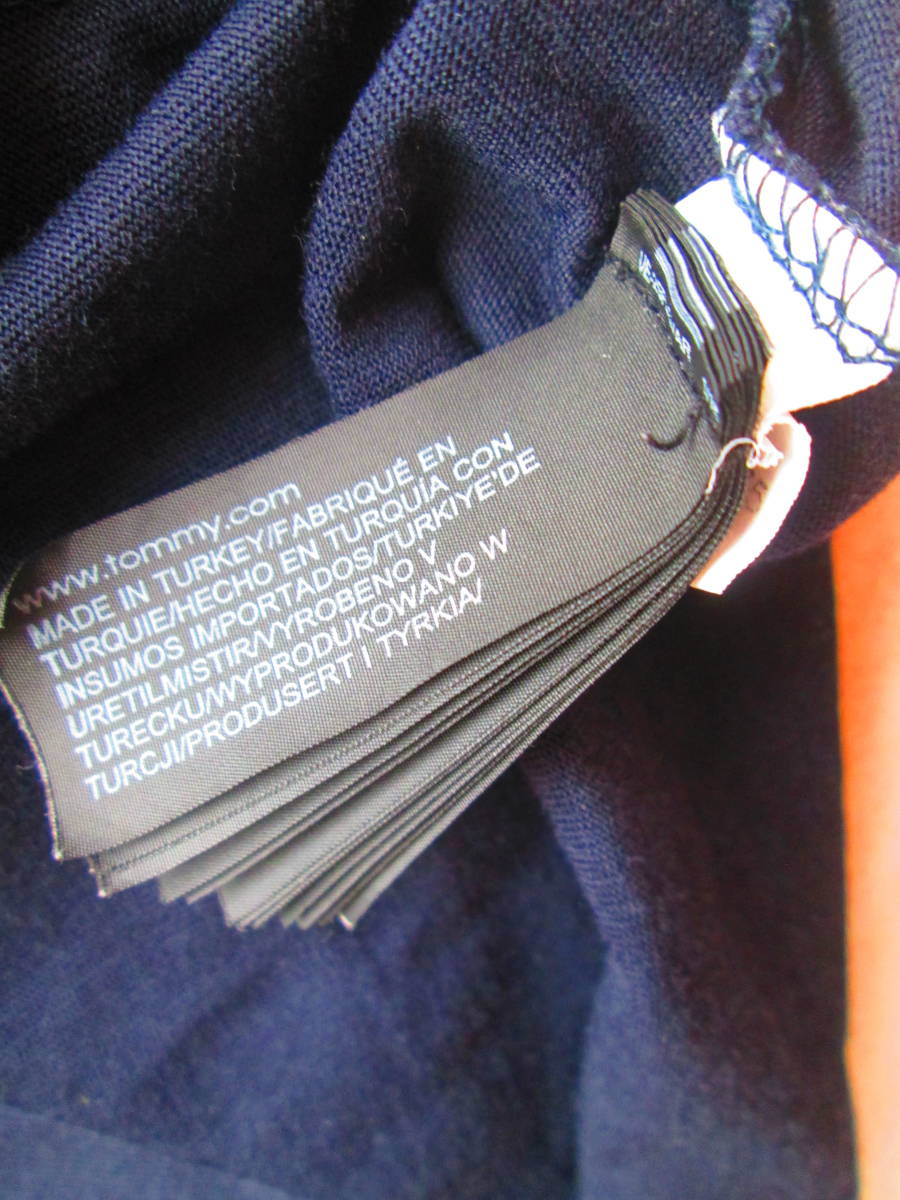 www.tommy.com
MADE IN TURKEY/FABRIQUÉ EN
TURQUIE/HECHO EN TURQUIA CON
INSUMOS IMPORTADOS/TURKIYE'DE
URETILMISTIR/VYROBENO V
TURECKU/WYPRODUKOWANO W
TURCJI/PRODUSERT I TYRKIA/